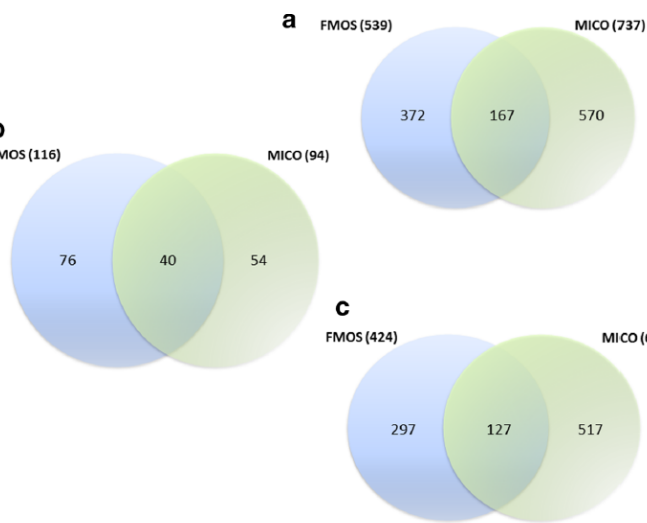 a
FMOS (539)
MICO (737)
372
167
570
MOS (116)
MICO (94)
76
40
54
c
FMOS (424)
MICO (
297
127
517